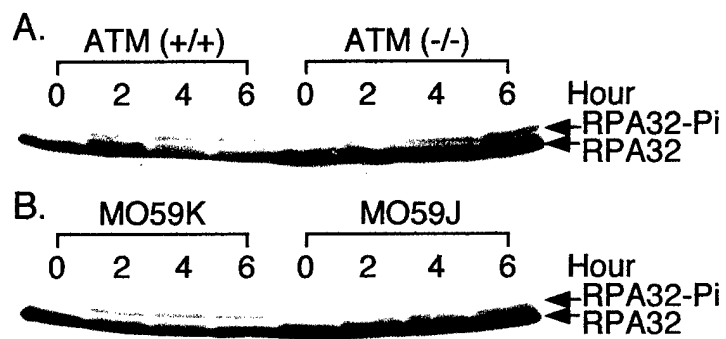 A.
ATM (+/+) ATM (-/-)
0 2 4 6 0 2 4 6 Hour
RPA32-Pi
RPA32
B.
MO59K MO59J
0 2 4 6 0 2 4 6 Hour
RPA32-Pi
RPA32